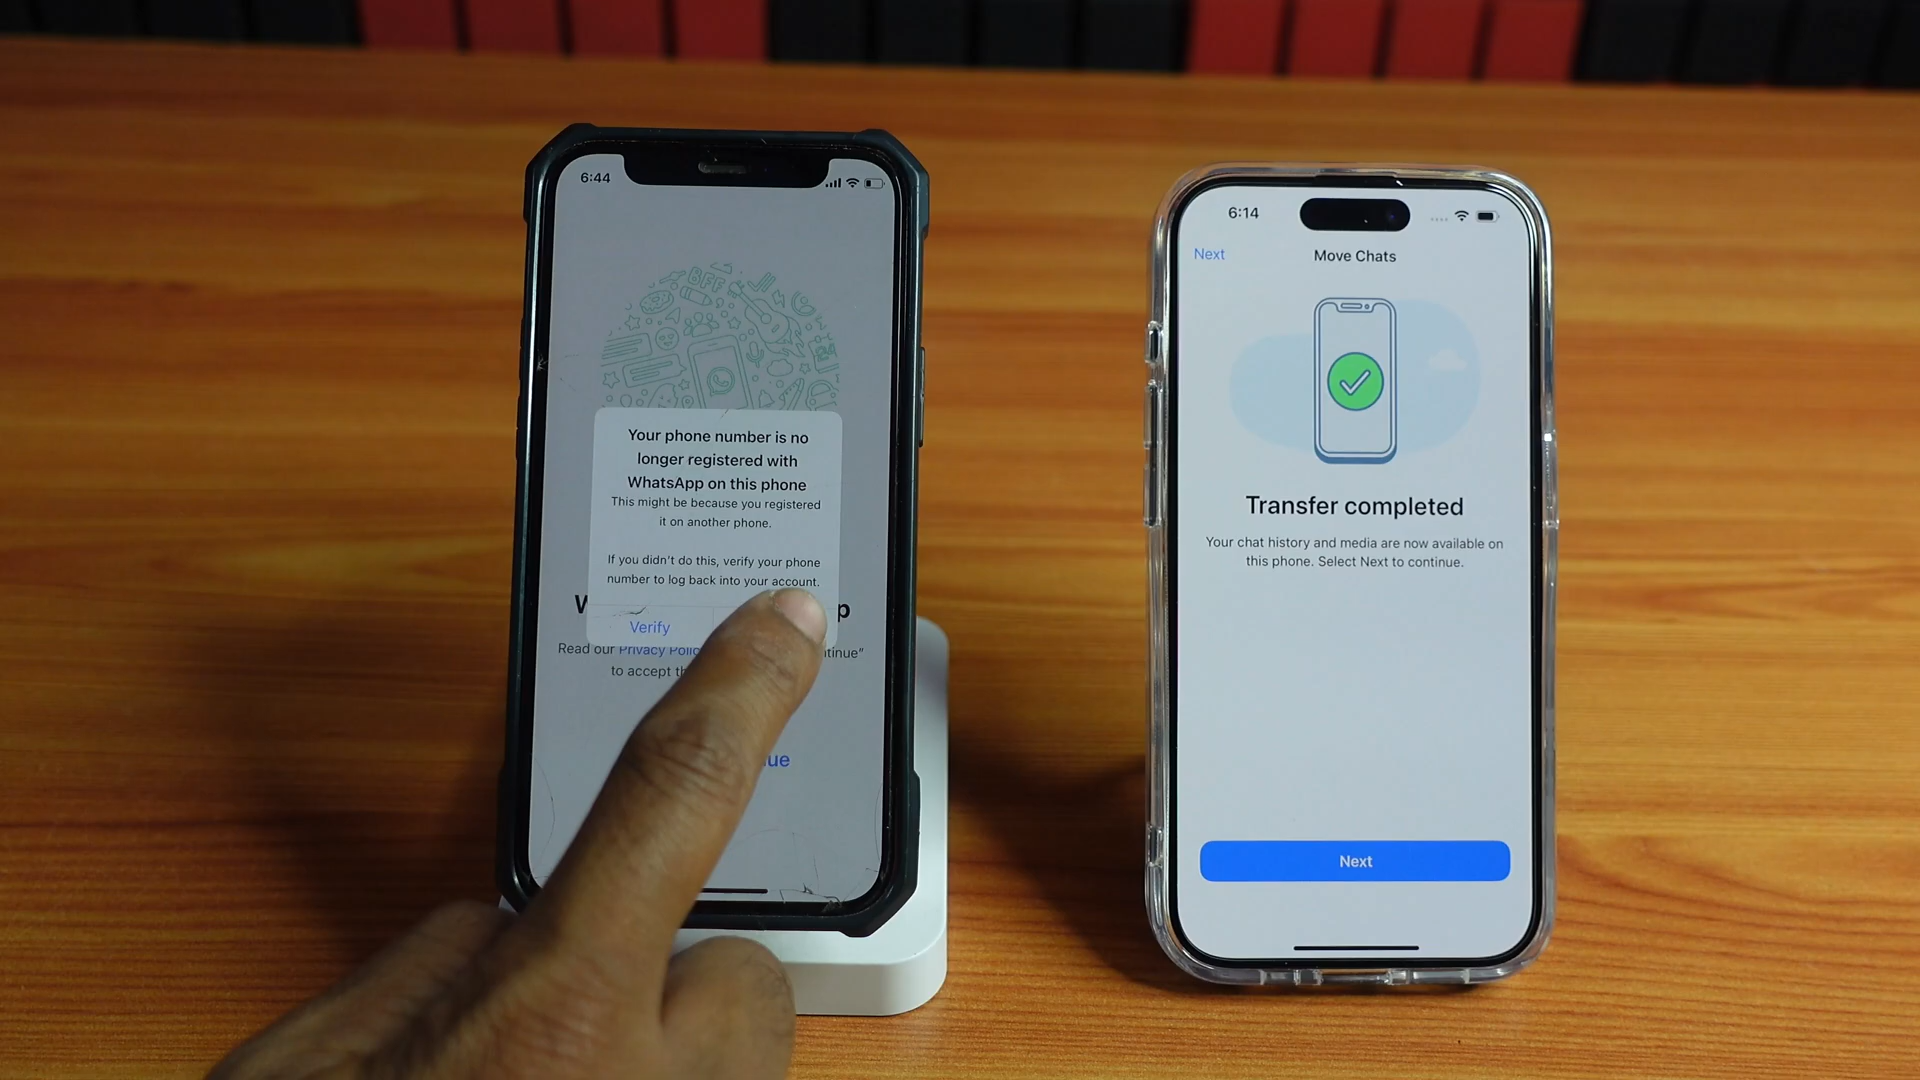 6:44
BFF
Your phone number is no
longer registered with
WhatsApp on this phone
This might be because you registered
it on another phone.
If you didn't do this, verify your phone
number to log back into your account.
Verify
Read our Privacy
to accept
6:14
Next
Move Chats
Transfer completed
Your chat history and media are now available on
this phone. Select Next to continue.
Next